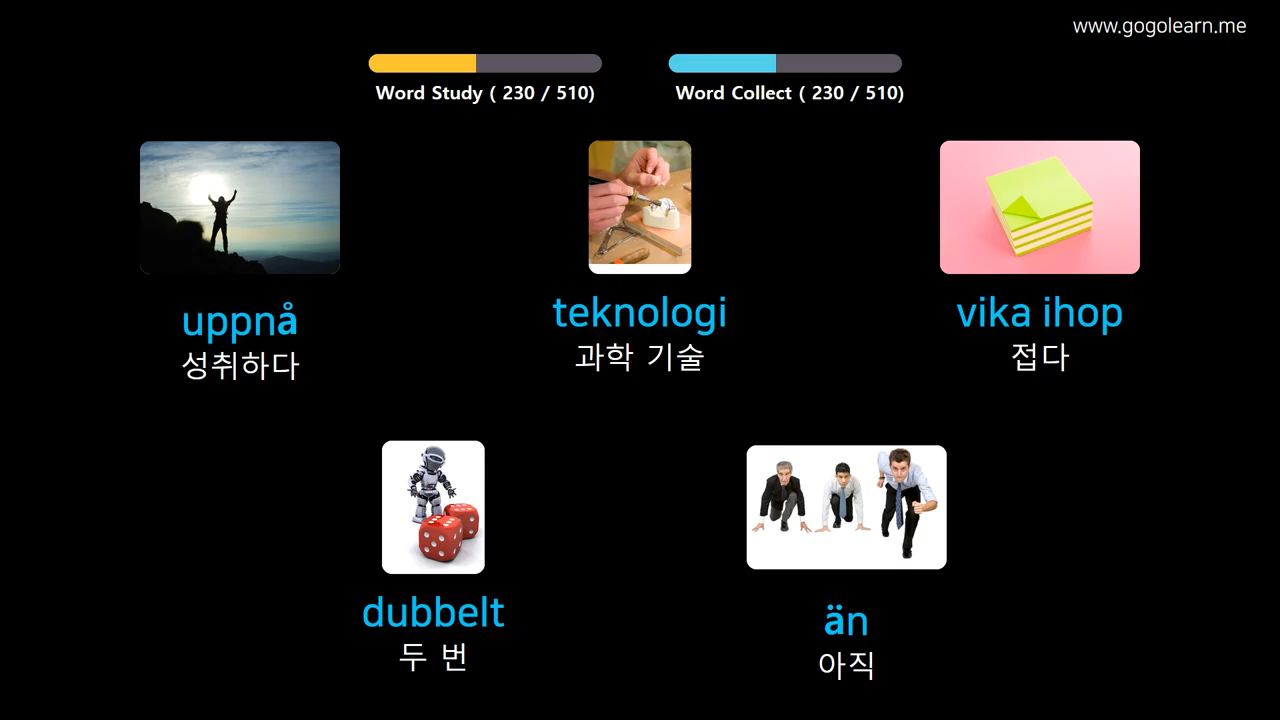 www.gogolearn.me
Word Study ( 230 / 510)
Word Collect ( 230 / 510)
uppnå
성취하다
teknologi
과학 기술
vika ihop
접다
dubbelt
두 번
än
아직